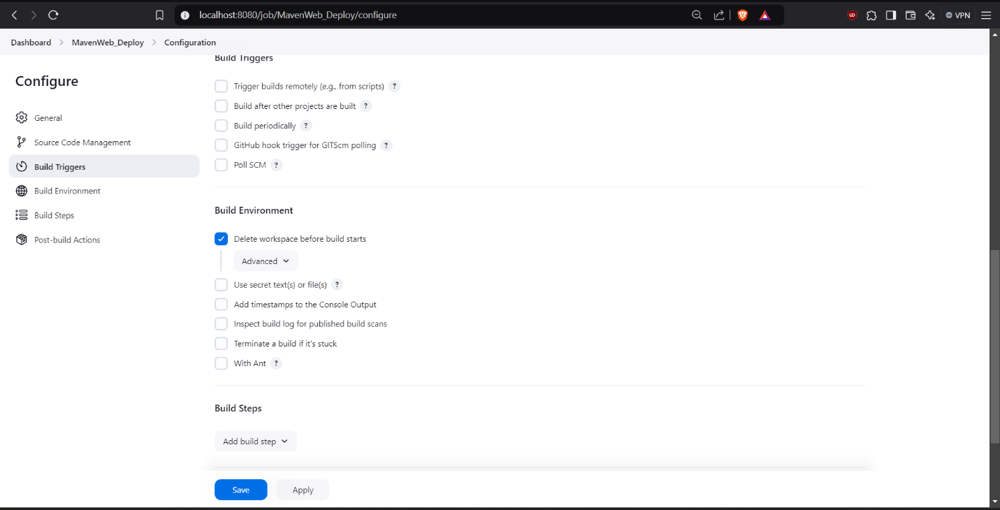 localhost:8080/job/MavenWeb_Deploy/configure
VPN
Dashboard > MavenWeb_Deploy > Configuration
Configure
General
Source Code Management
Build Triggers
Build Environment
Build Steps
Post-build Actions
Build Triggers
Trigger builds remotely (e.g., from scripts) ?
Build after other projects are built ?
Build periodically ?
GitHub hook trigger for GITScm polling ?
Poll SCM ?
Build Environment
Delete workspace before build starts
Advanced
Use secret text(s) or file(s) ?
Add timestamps to the Console Output
Inspect build log for published build scans
Terminate a build if it's stuck
With Ant ?
Build Steps
Add build step
Save
Apply